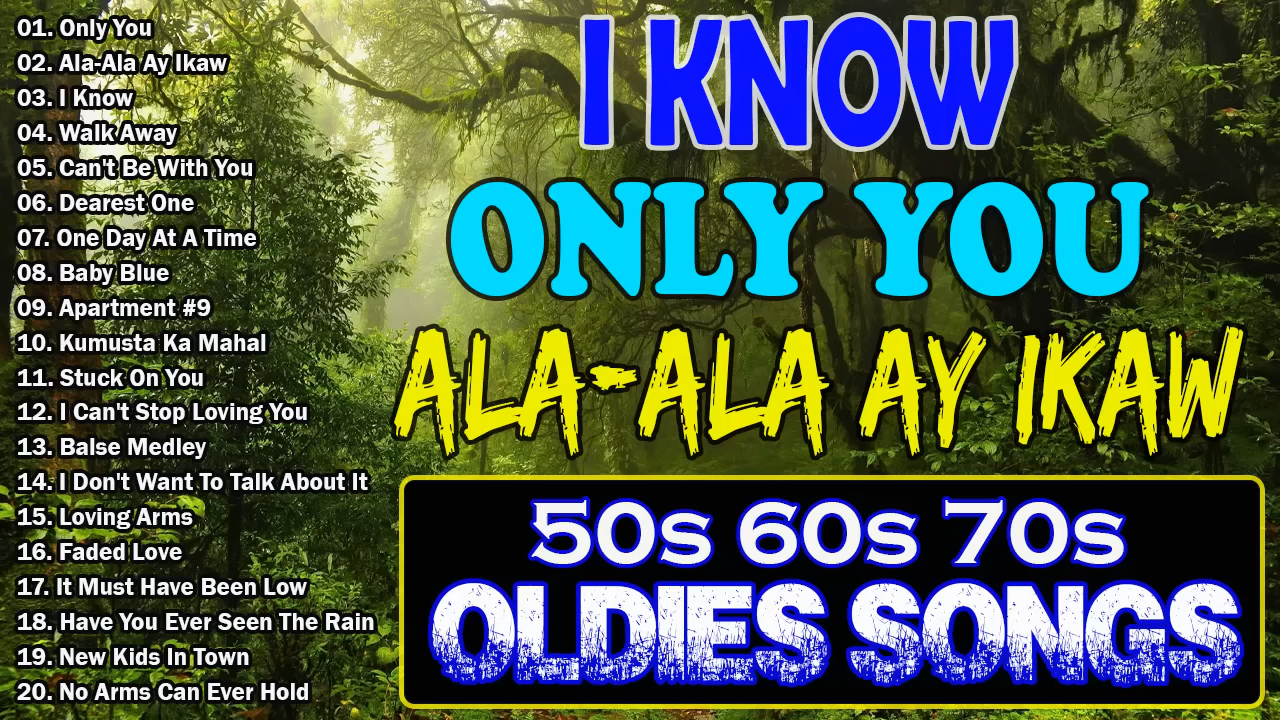 01. Only You
02. Ala-Ala Ay Ikaw
03. I Know
04. Walk Away
05. Can't Be With You
06. Dearest One
07. One Day At A Time
08. Baby Blue
09. Apartment #9
10. Kumusta Ka Mahal
11. Stuck On You
12. I Can't Stop Loving You
13. Balse Medley
14. I Don't Want To Talk About It
15. Loving Arms
16. Faded Love
17. It Must Have Been Low
18. Have You Ever Seen The Rain
19. New Kids In Town
20. No Arms Can Ever Hold
I KNOW
ONLY YOU
ALA-ALA AY IKAW
50s 60s 70s
OLDIES SONGS